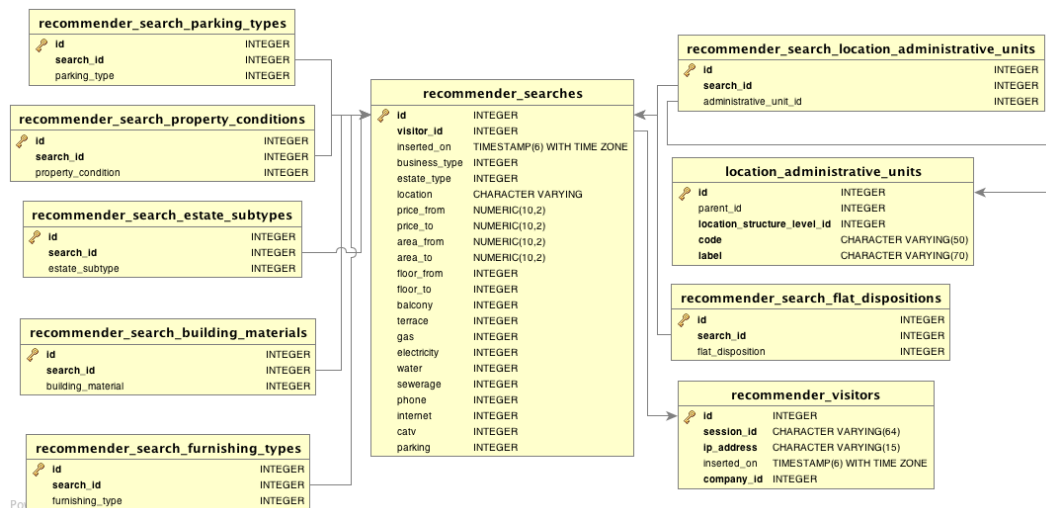 recommender_search_parking_types
id INTEGER
search_id INTEGER
parking_type INTEGER
recommender_search_property_conditions
id INTEGER
search_id INTEGER
property_condition INTEGER
recommender_search_estate_subtypes
id INTEGER
search_id INTEGER
estate_subtype INTEGER
recommender_search_building_materials
id INTEGER
search_id INTEGER
building_material INTEGER
recommender_search_furnishing_types
id INTEGER
search_id INTEGER
furnishing_type INTEGER
recommender_searches
id INTEGER
visitor_id INTEGER
inserted_on TIMESTAMP(6) WITH TIME ZONE
business_type INTEGER
estate_type INTEGER
location CHARACTER VARYING
price_from NUMERIC(10,2)
price_to NUMERIC(10,2)
area_from NUMERIC(10,2)
area_to NUMERIC(10,2)
floor_from INTEGER
floor_to INTEGER
balcony INTEGER
terrace INTEGER
gas INTEGER
electricity INTEGER
water INTEGER
sewerage INTEGER
phone INTEGER
internet INTEGER
catv INTEGER
parking INTEGER
recommender_search_location_administrative_units
id INTEGER
search_id INTEGER
administrative_unit_id INTEGER
location_administrative_units
id INTEGER
parent_id INTEGER
location_structure_level_id INTEGER
code CHARACTER VARYING(50)
label CHARACTER VARYING(70)
recommender_search_flat_dispositions
id INTEGER
search_id INTEGER
flat_disposition INTEGER
recommender_visitors
id INTEGER
session_id CHARACTER VARYING(64)
ip_address CHARACTER VARYING(15)
inserted_on TIMESTAMP(6) WITH TIME ZONE
company_id INTEGER